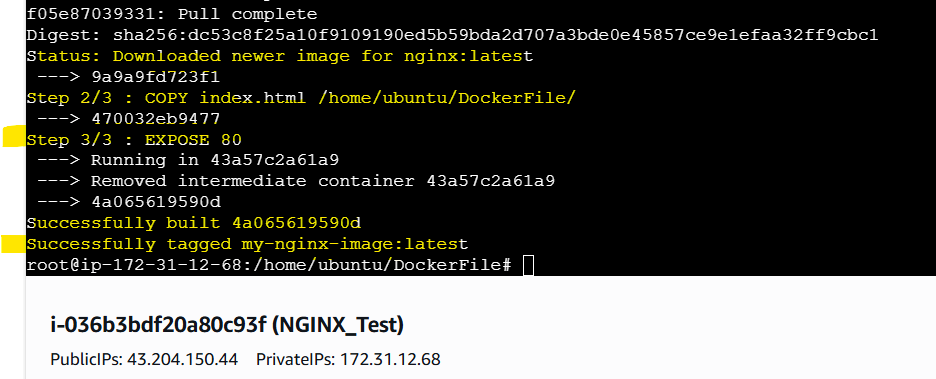 f05e87039331: Pull complete
Digest: sha256:dc53c8f25a10f9109190ed5b59bda2d707a3bde0e45857ce9e1efaa32ff9cbc1
Status: Downloaded newer image for nginx:latest
 ---> 9a9a9fd723f1
Step 2/3 : COPY index.html /home/ubuntu/DockerFile/
 ---> 470032eb9477
Step 3/3 : EXPOSE 80
 ---> Running in 43a57c2a61a9
 ---> Removed intermediate container 43a57c2a61a9
 ---> 4a065619590d
Successfully built 4a065619590d
Successfully tagged my-nginx-image:latest
root@ip-172-31-12-68:/home/ubuntu/DockerFile#
i-036b3bdf20a80c93f (NGINX_Test)
PublicIPs: 43.204.150.44 PrivateIPs: 172.31.12.68